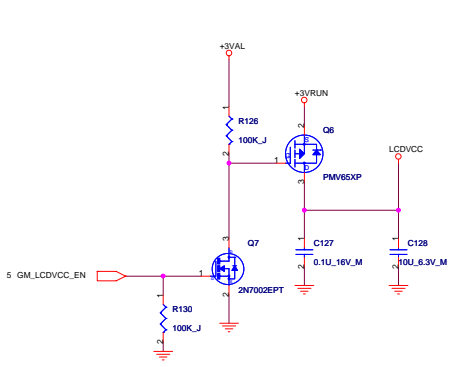 +3VAL
+3VRUN
1
R126
2
Q6
100K_J
LCDVCC
2
1
S
G
D
PMV65XP
3
3
Q7
1
C127
1
C128
0.1U_16V_M
10U_6.3V_M
2
2
5 GM_LCDVCC_EN
1
2N7002EPT
2
1
R130
100K_J
2